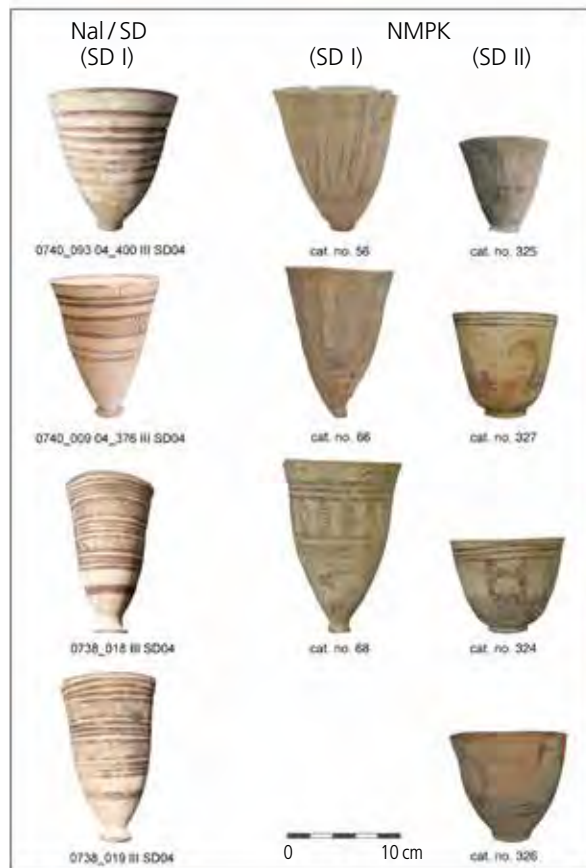 Nal / SD
(SD I)
NMPK
(SD I)
(SD II)
0740_093 04_400 III SD04
cat. no. 56
cat. no. 325
0740_009 04_376 III SD04
cat. no. 66
cat. no. 327
0738_018 III SD04
cat. no. 68
cat. no. 324
0738_019 III SD04
0
10 cm
cat. no. 326